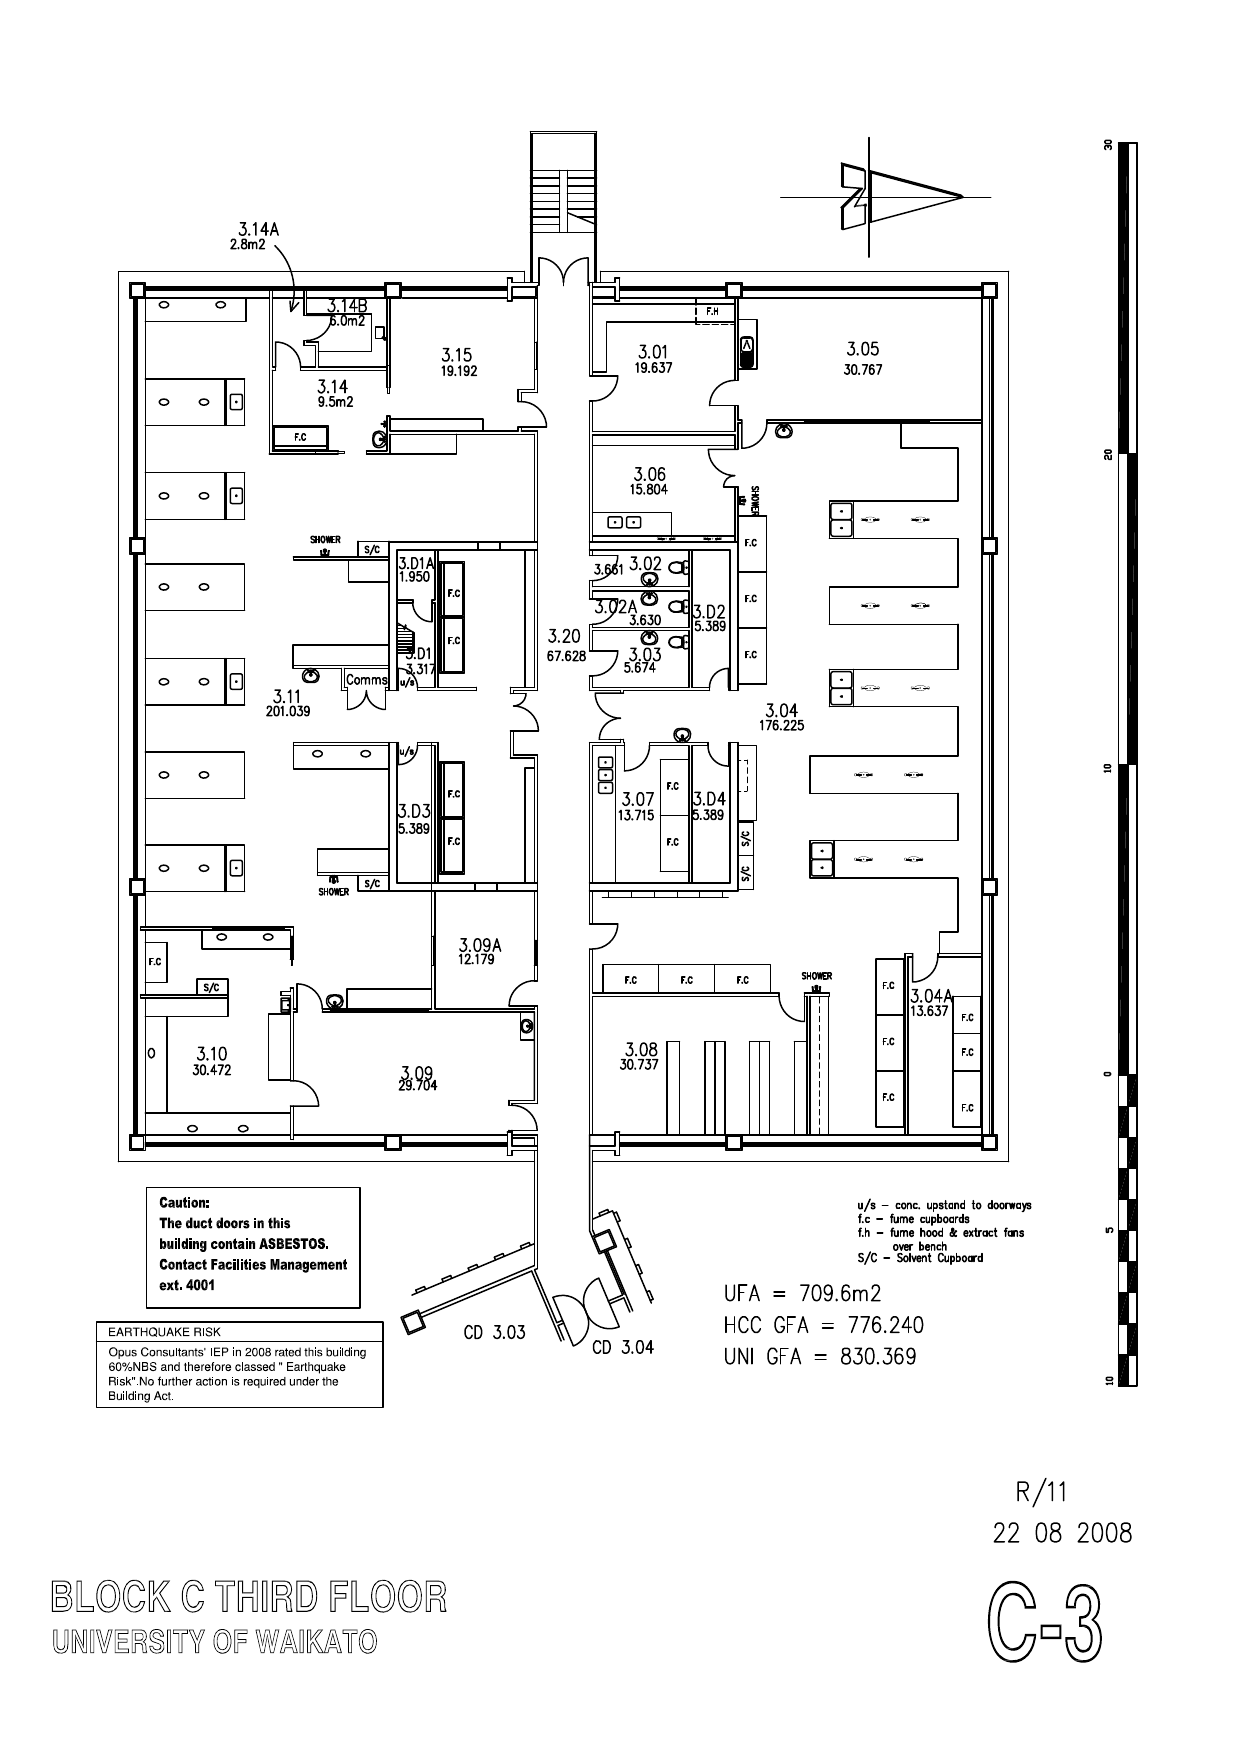 30
3.14A
2.8m2
3.14B
6.0m2
F.H
3.15
19.192
3.01
19.637
3.05
30.767
3.14
9.5m2
F.C
20
3.06
15.804
SHOWER
SHOWER
S/C
F.C
3.D1A
1.950
3.661
3.02
F.C
F.C
3.02A
3.630
3.D2
5.389
3.20
67.628
F.C
3.D1
3.317
3.03
5.674
F.C
Comms
u/s
3.11
201.039
3.04
176.225
u/s
10
F.C
3.D3
5.389
3.07
13.715
F.C
3.D4
5.389
F.C
F.C
S/C
S/C
SHOWER
S/C
3.09A
12.179
F.C
S/C
F.C
F.C
F.C
SHOWER
F.C
3.04A
13.637
F.C
3.10
30.472
3.08
30.737
F.C
F.C
3.09
29.704
0
F.C
F.C
Caution:
The duct doors in this
building contain ASBESTOS.
Contact Facilities Management
ext. 4001
u/s – conc. upstand to doorways
f.c – fume cupboards
f.h – fume hood & extract fans
over bench
S/C – Solvent Cupboard
5
UFA = 709.6m2
HCC GFA = 776.240
UNI GFA = 830.369
CD 3.03
CD 3.04
10
EARTHQUAKE RISK
Opus Consultants' IEP in 2008 rated this building
60%NBS and therefore classed " Earthquake
Risk".No further action is required under the
Building Act.
R/11
22 08 2008
BLOCK C THIRD FLOOR
UNIVERSITY OF WAIKATO
C-3
N